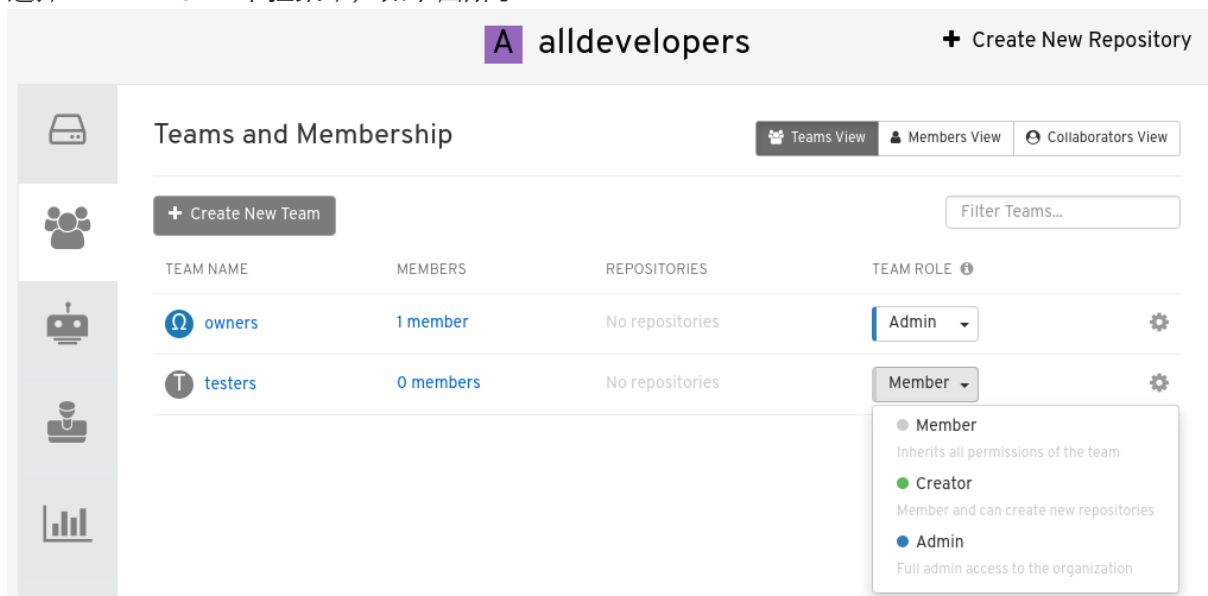 A alldevelopers
+ Create New Repository
Teams and Membership
Teams View
Members View
Collaborators View
+ Create New Team
Filter Teams...
TEAM NAME MEMBERS REPOSITORIES TEAM ROLE
Ω owners 1 member No repositories Admin
T testers 0 members No repositories Member
Member
Inherits all permissions of the team
Creator
Member and can create new repositories
Admin
Full admin access to the organization